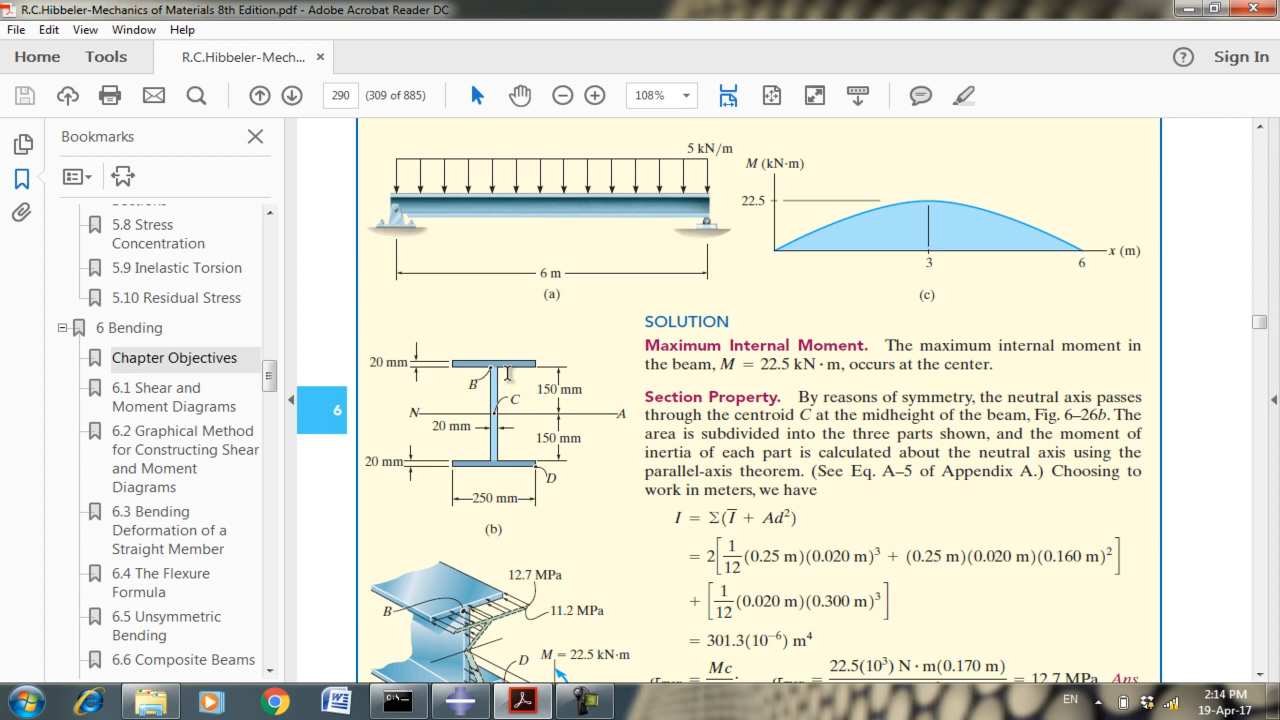 R.C.Hibbeler-Mechanics of Materials 8th Edition.pdf - Adobe Acrobat Reader DC
File Edit View Window Help
Home Tools R.C.Hibbeler-Mech... × Sign In
290 (309 of 885) 108%
Bookmarks
5.8 Stress
Concentration
5.9 Inelastic Torsion
5.10 Residual Stress
6 Bending
Chapter Objectives
6.1 Shear and
Moment Diagrams
6.2 Graphical Method
for Constructing Shear
and Moment
Diagrams
6.3 Bending
Deformation of a
Straight Member
6.4 The Flexure
Formula
6.5 Unsymmetric
Bending
6.6 Composite Beams
6
5 kN/m
6 m
(a)
M (kN·m)
22.5
x (m)
3 6
(c)
20 mm
B
150 mm
C
N A
20 mm
150 mm
20 mm
D
250 mm
(b)
12.7 MPa
11.2 MPa
B
M = 22.5 kN·m
D
SOLUTION
Maximum Internal Moment. The maximum internal moment in
the beam, M = 22.5 kN·m, occurs at the center.
Section Property. By reasons of symmetry, the neutral axis passes
through the centroid C at the midheight of the beam, Fig. 6–26b. The
area is subdivided into the three parts shown, and the moment of
inertia of each part is calculated about the neutral axis using the
parallel-axis theorem. (See Eq. A–5 of Appendix A.) Choosing to
work in meters, we have
I = Σ(I̅ + Ad²)
= 2[1/12 (0.25 m)(0.020 m)³ + (0.25 m)(0.020 m)(0.160 m)²]
+ [1/12 (0.020 m)(0.300 m)³]
= 301.3(10⁻⁶) m⁴
= Mc; = 22.5(10³) N·m(0.170 m) = 12.7 MPa Ans
EN 2:14 PM
19-Apr-17